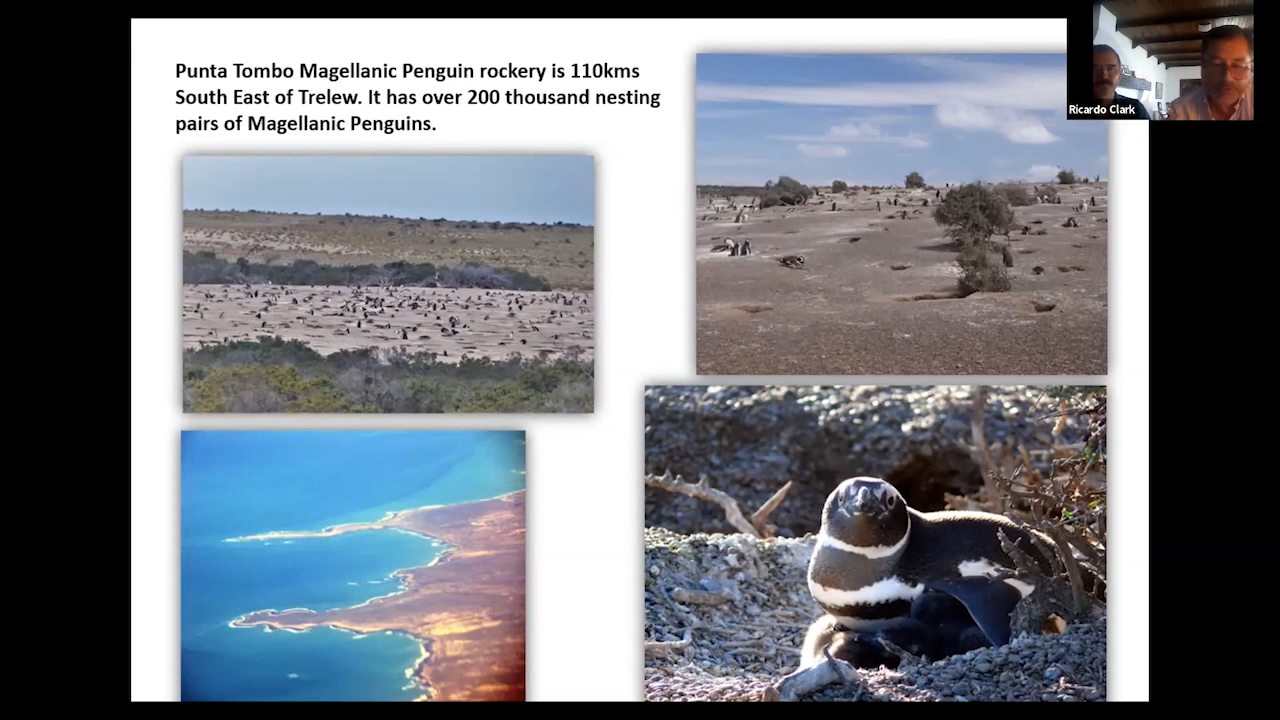 Punta Tombo Magellanic Penguin rockery is 110kms
South East of Trelew. It has over 200 thousand nesting
pairs of Magellanic Penguins.
Ricardo Clark